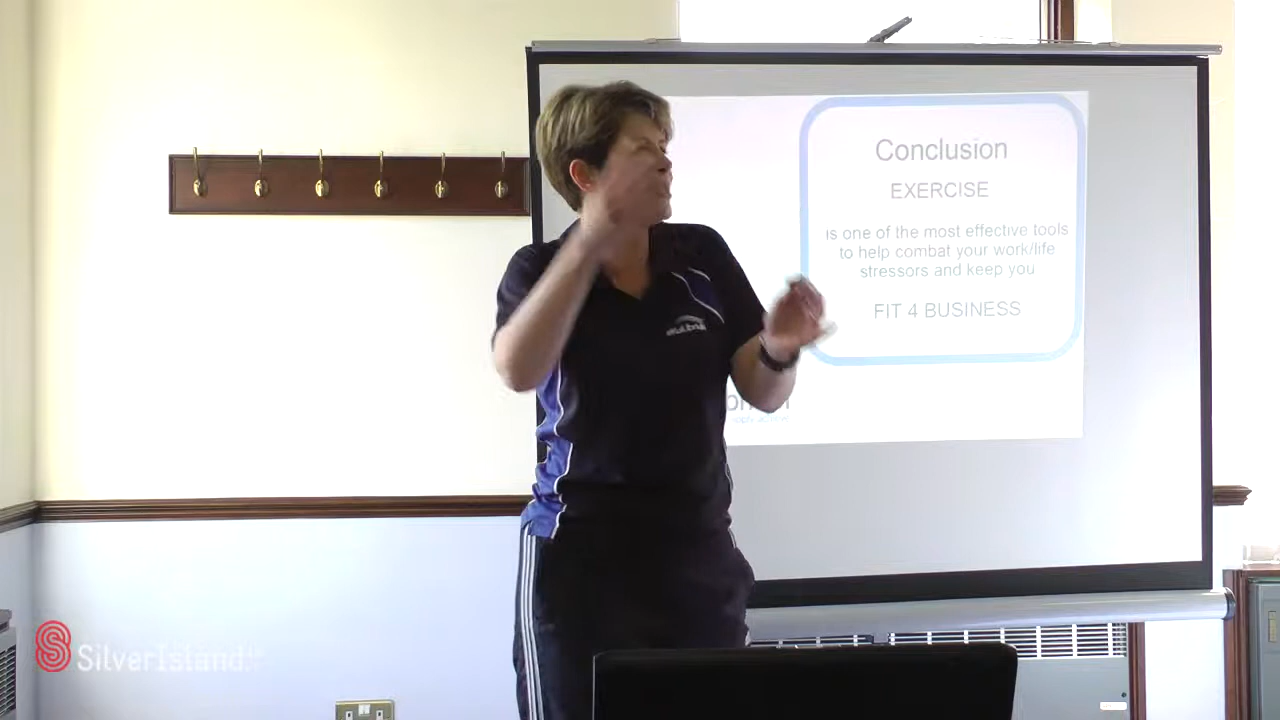 Conclusion
EXERCISE
is one of the most effective tools
to help combat your work/life
stressors and keep you
FIT 4 BUSINESS
SilverIsland